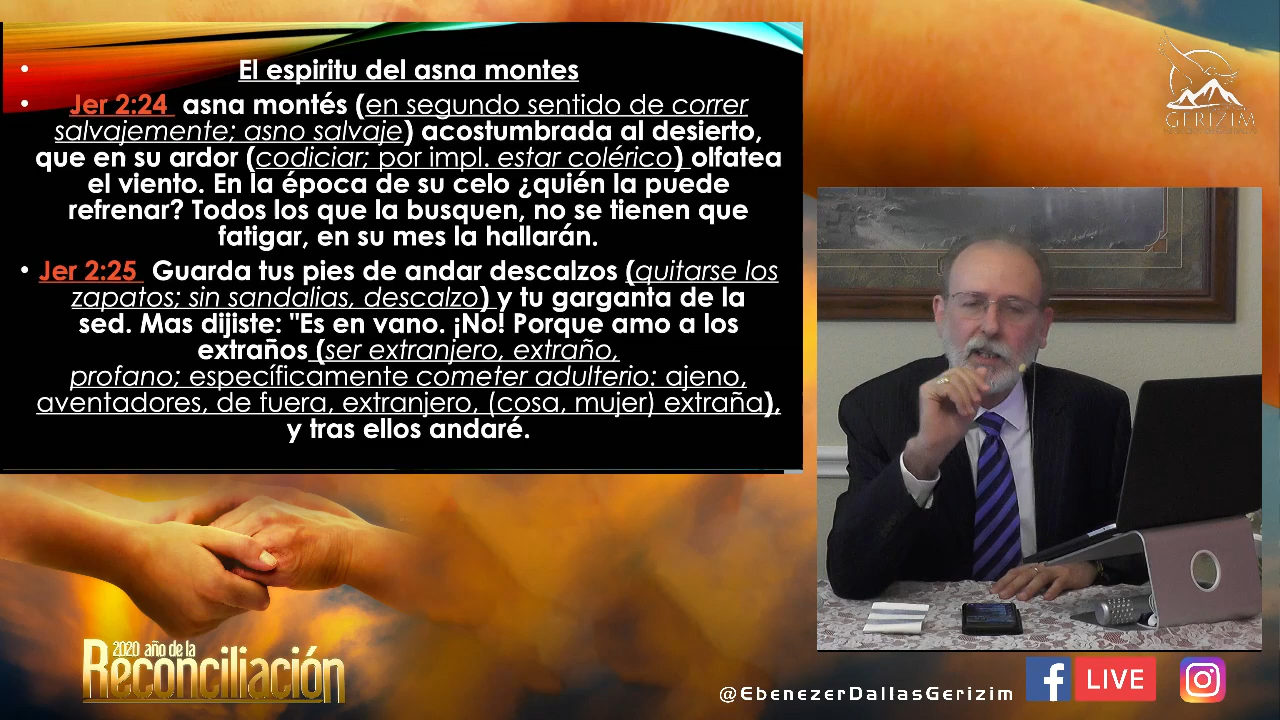 • El espiritu del asna montes
• Jer 2:24 asna montés (en segundo sentido de correr
salvajemente; asno salvaje) acostumbrada al desierto,
que en su ardor (codiciar; por impl. estar colérico) olfatea
el viento. En la época de su celo ¿quién la puede
refrenar? Todos los que la busquen, no se tienen que
fatigar, en su mes la hallarán.
• Jer 2:25 Guarda tus pies de andar descalzos (quitarse los
zapatos; sin sandalias, descalzo) y tu garganta de la
sed. Mas dijiste: "Es en vano. ¡No! Porque amo a los
extraños (ser extranjero, extraño,
profano; específicamente cometer adulterio: ajeno,
aventadores, de fuera, extranjero, (cosa, mujer) extraña),
y tras ellos andaré.
GERIZIM
2020 año de la
Reconciliación
@EbenezerDallasGerizim
f LIVE